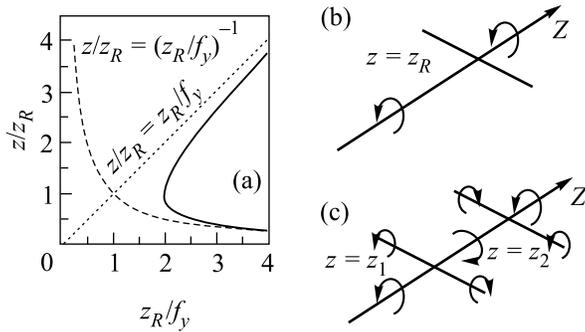 4
3
2
1
z/z_R
z/z_R = (z_R/f_y)^{-1}
z/z_R = z_R/f_y
(a)
0 1 2 3 4
z_R/f_y
(b)
Z
z = z_R
(c)
Z
z = z_1
z = z_2